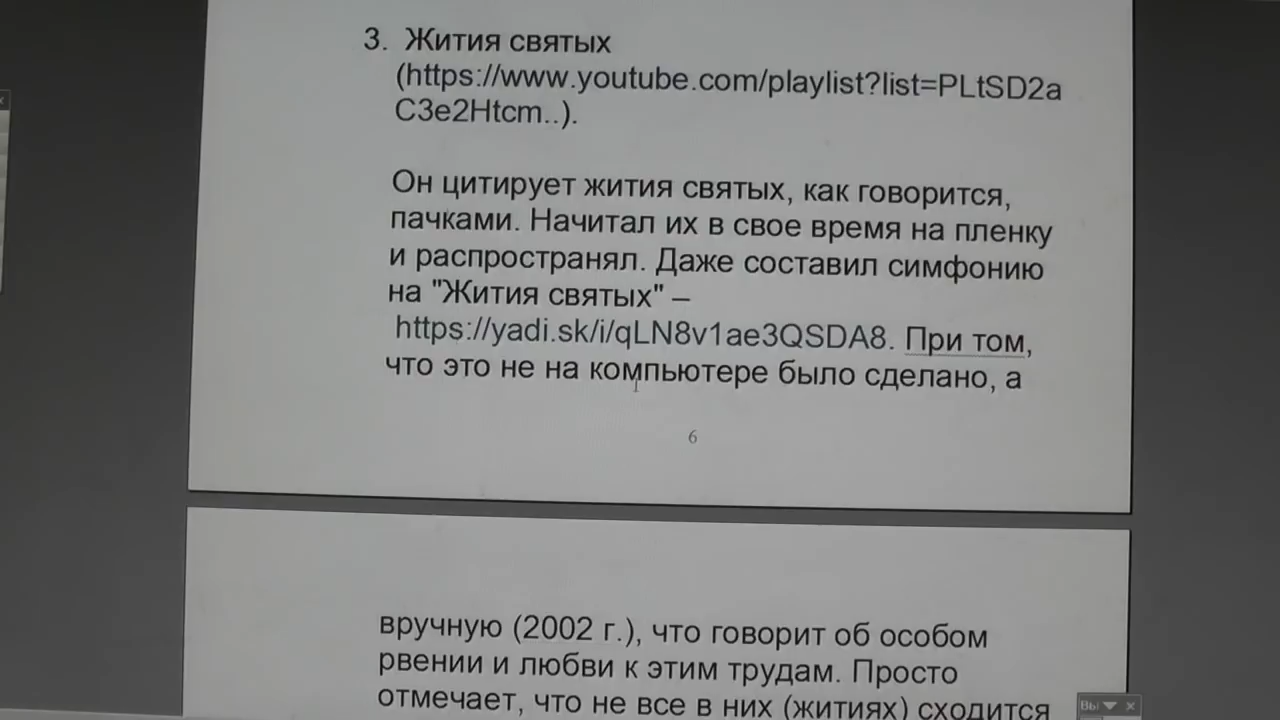 3. Жития святых
(https://www.youtube.com/playlist?list=PLtSD2a
C3e2Htcm..).
Он цитирует жития святых, как говорится,
пачками. Начитал их в свое время на пленку
и распространял. Даже составил симфонию
на "Жития святых" –
https://yadi.sk/i/qLN8v1ae3QSDA8. При том,
что это не на компьютере было сделано, а
6
вручную (2002 г.), что говорит об особом
рвении и любви к этим трудам. Просто
отмечает, что не все в них (житиях) сходится